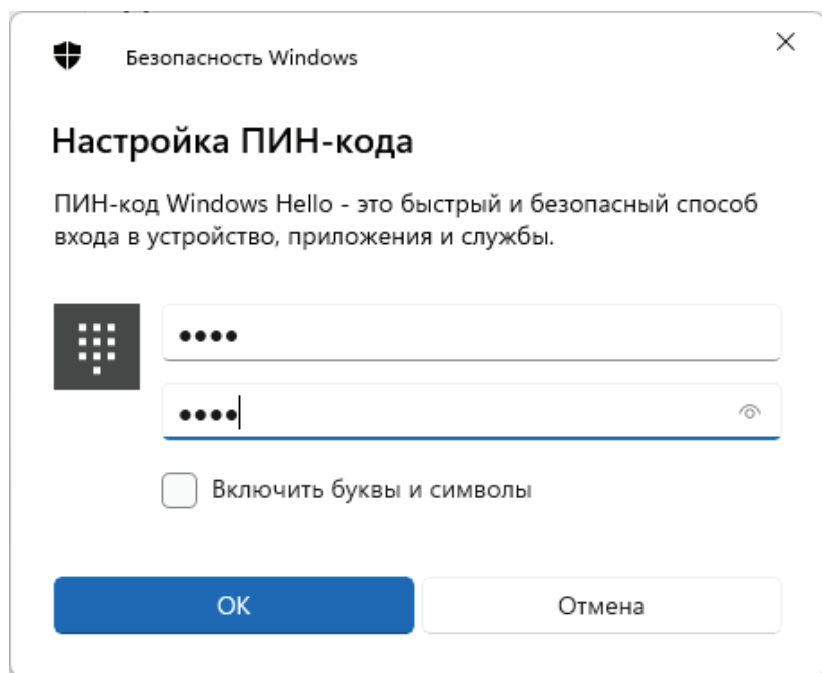 Безопасность Windows
Настройка ПИН-кода
ПИН-код Windows Hello - это быстрый и безопасный способ
входа в устройство, приложения и службы.
••••
••••
Включить буквы и символы
ОК
Отмена